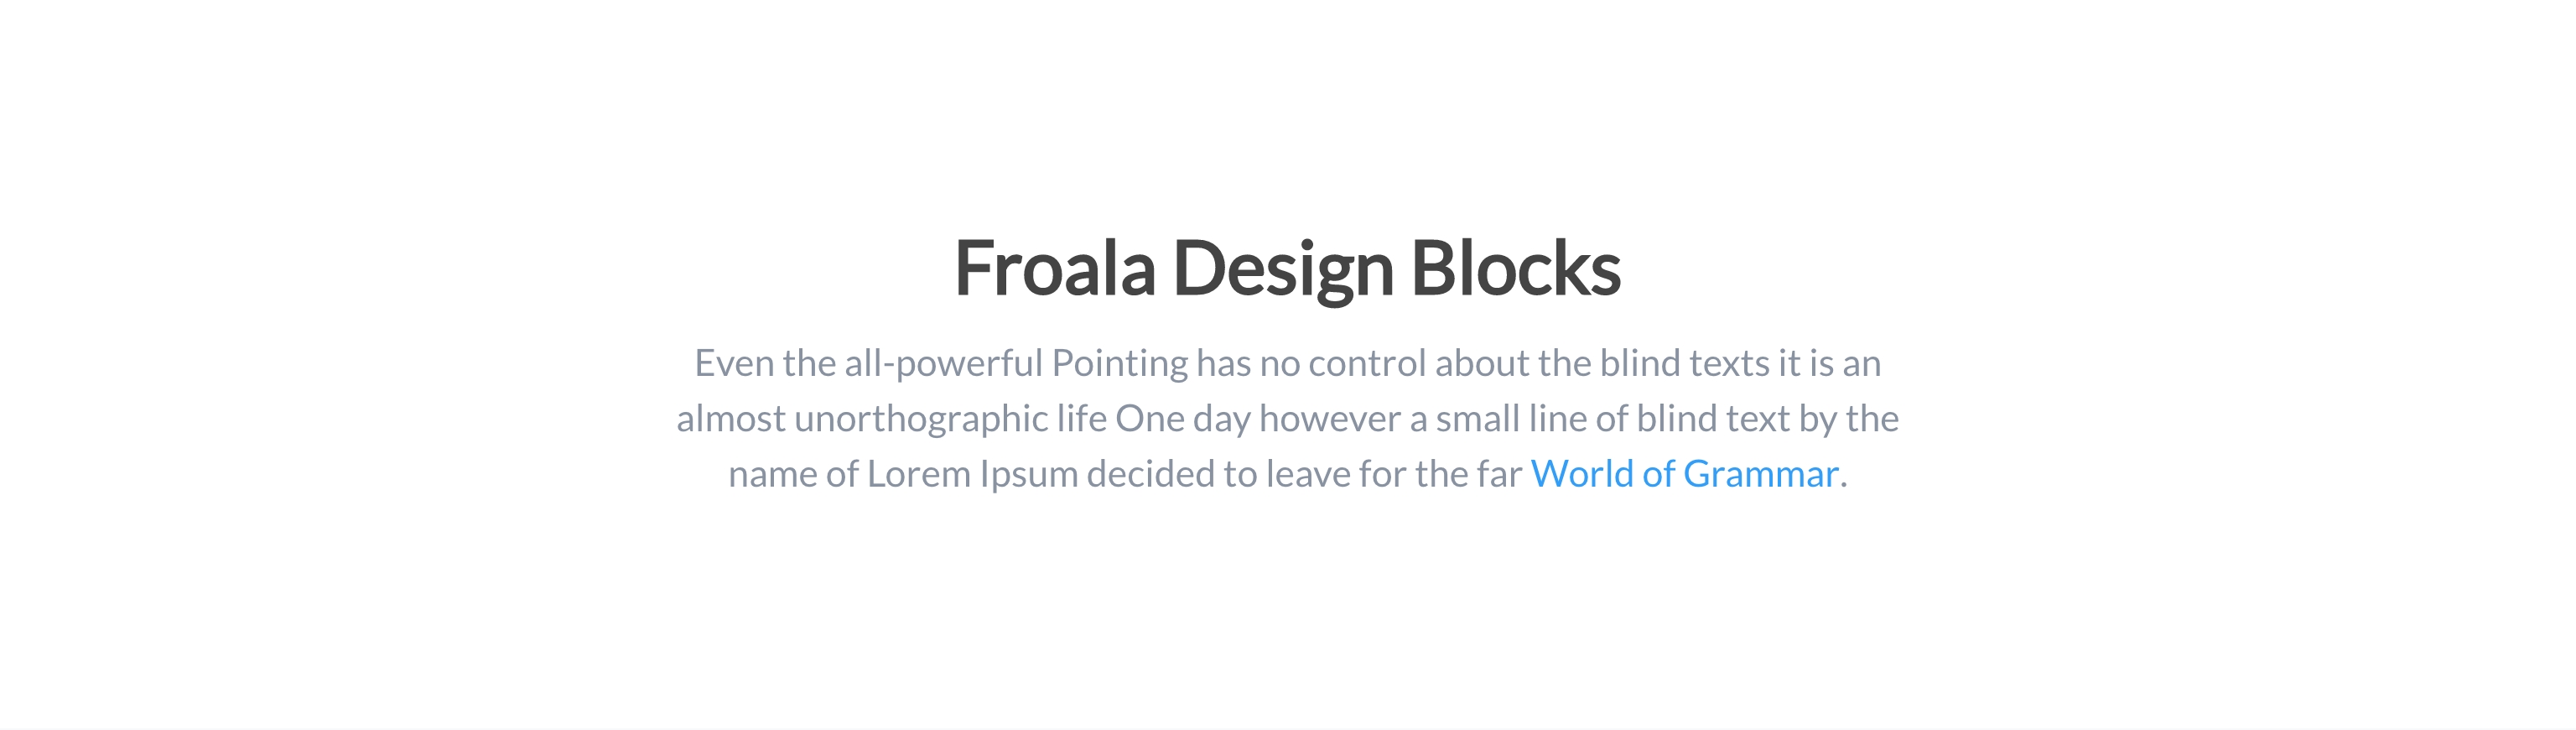 Froala Design Blocks
Even the all-powerful Pointing has no control about the blind texts it is an
almost unorthographic life One day however a small line of blind text by the
name of Lorem Ipsum decided to leave for the far World of Grammar.